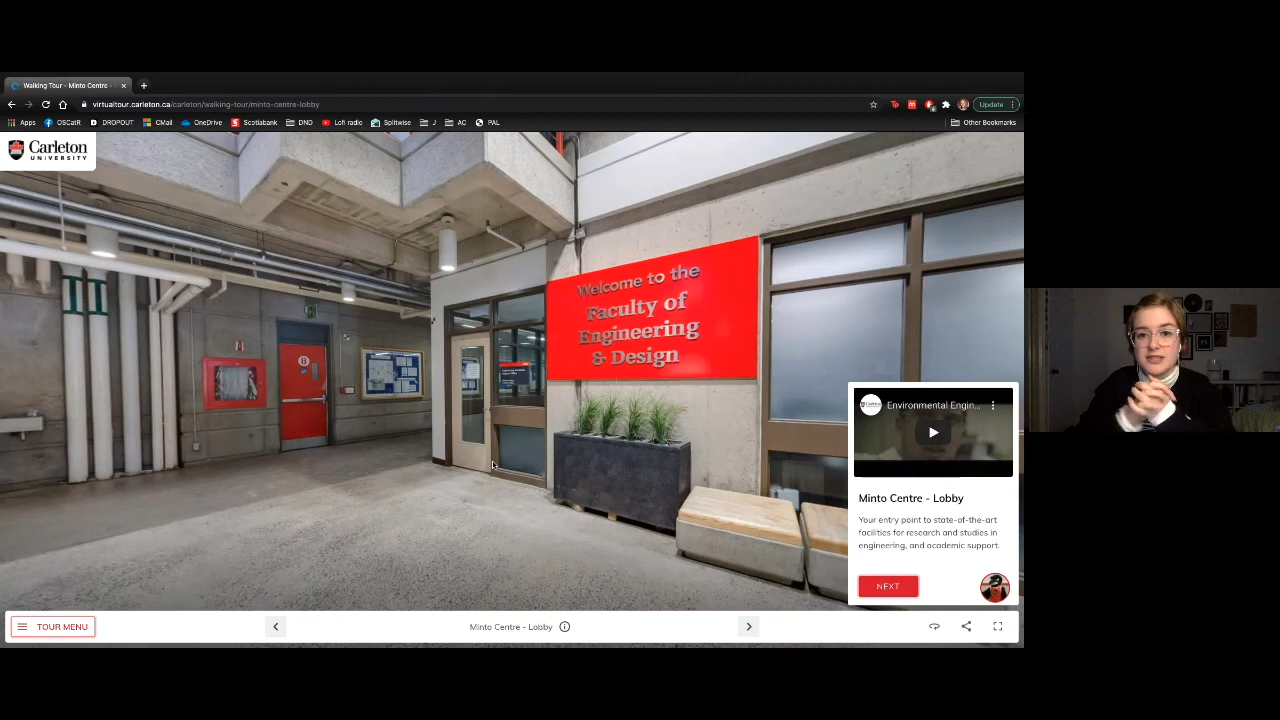 Walking Tour - Minto Centre -
virtualtour.carleton.ca/carleton/walking-tour/minto-centre-lobby
Update
Apps OSCatR DROPOUT GMail OneDrive Scotiabank DND Lofi radio Splitwise J AC PAL Other Bookmarks
Carleton
UNIVERSITY
Welcome to the
Faculty of
Engineering
& Design
Environmental Engin...
Minto Centre - Lobby
Your entry point to state-of-the-art
facilities for research and studies in
engineering, and academic support.
NEXT
TOUR MENU
Minto Centre - Lobby